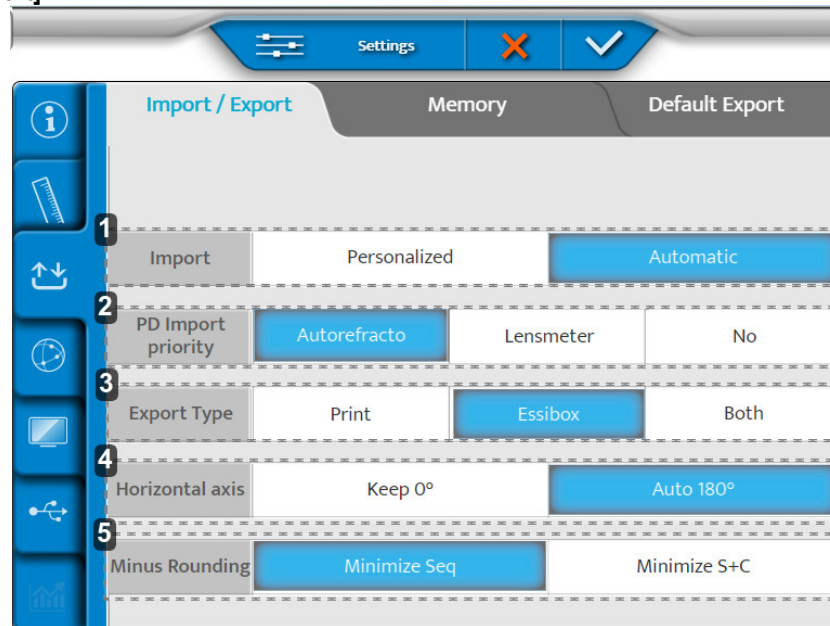 Settings
Import / Export Memory Default Export
1
Import Personalized Automatic
2
PD Import
priority
Autorefracto Lensmeter No
3
Export Type Print Essibox Both
4
Horizontal axis Keep 0° Auto 180°
5
Minus Rounding Minimize Seq Minimize S+C